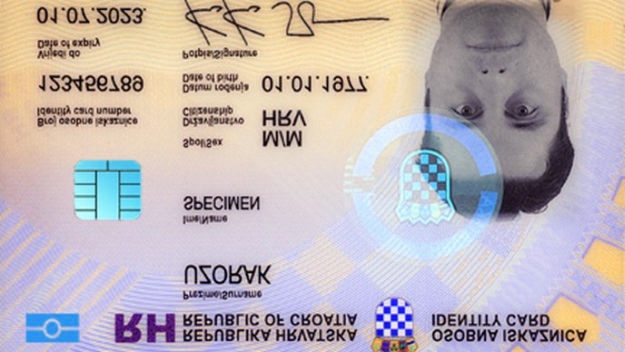 RH
REPUBLIKA HRVATSKA
REPUBLIC OF CROATIA
OSOBNA ISKAZNICA
IDENTITY CARD
Prezime/Surname
UZORAK
Ime/Name
SPECIMEN
Spol/Sex
M/M
Državljanstvo
Citizenship
HRV
Datum rođenja
Date of birth
01.01.1977.
Broj osobne iskaznice
Identity card number
123456789
Vrijedi do
Date of expiry
01.07.2023.
Potpis/Signature